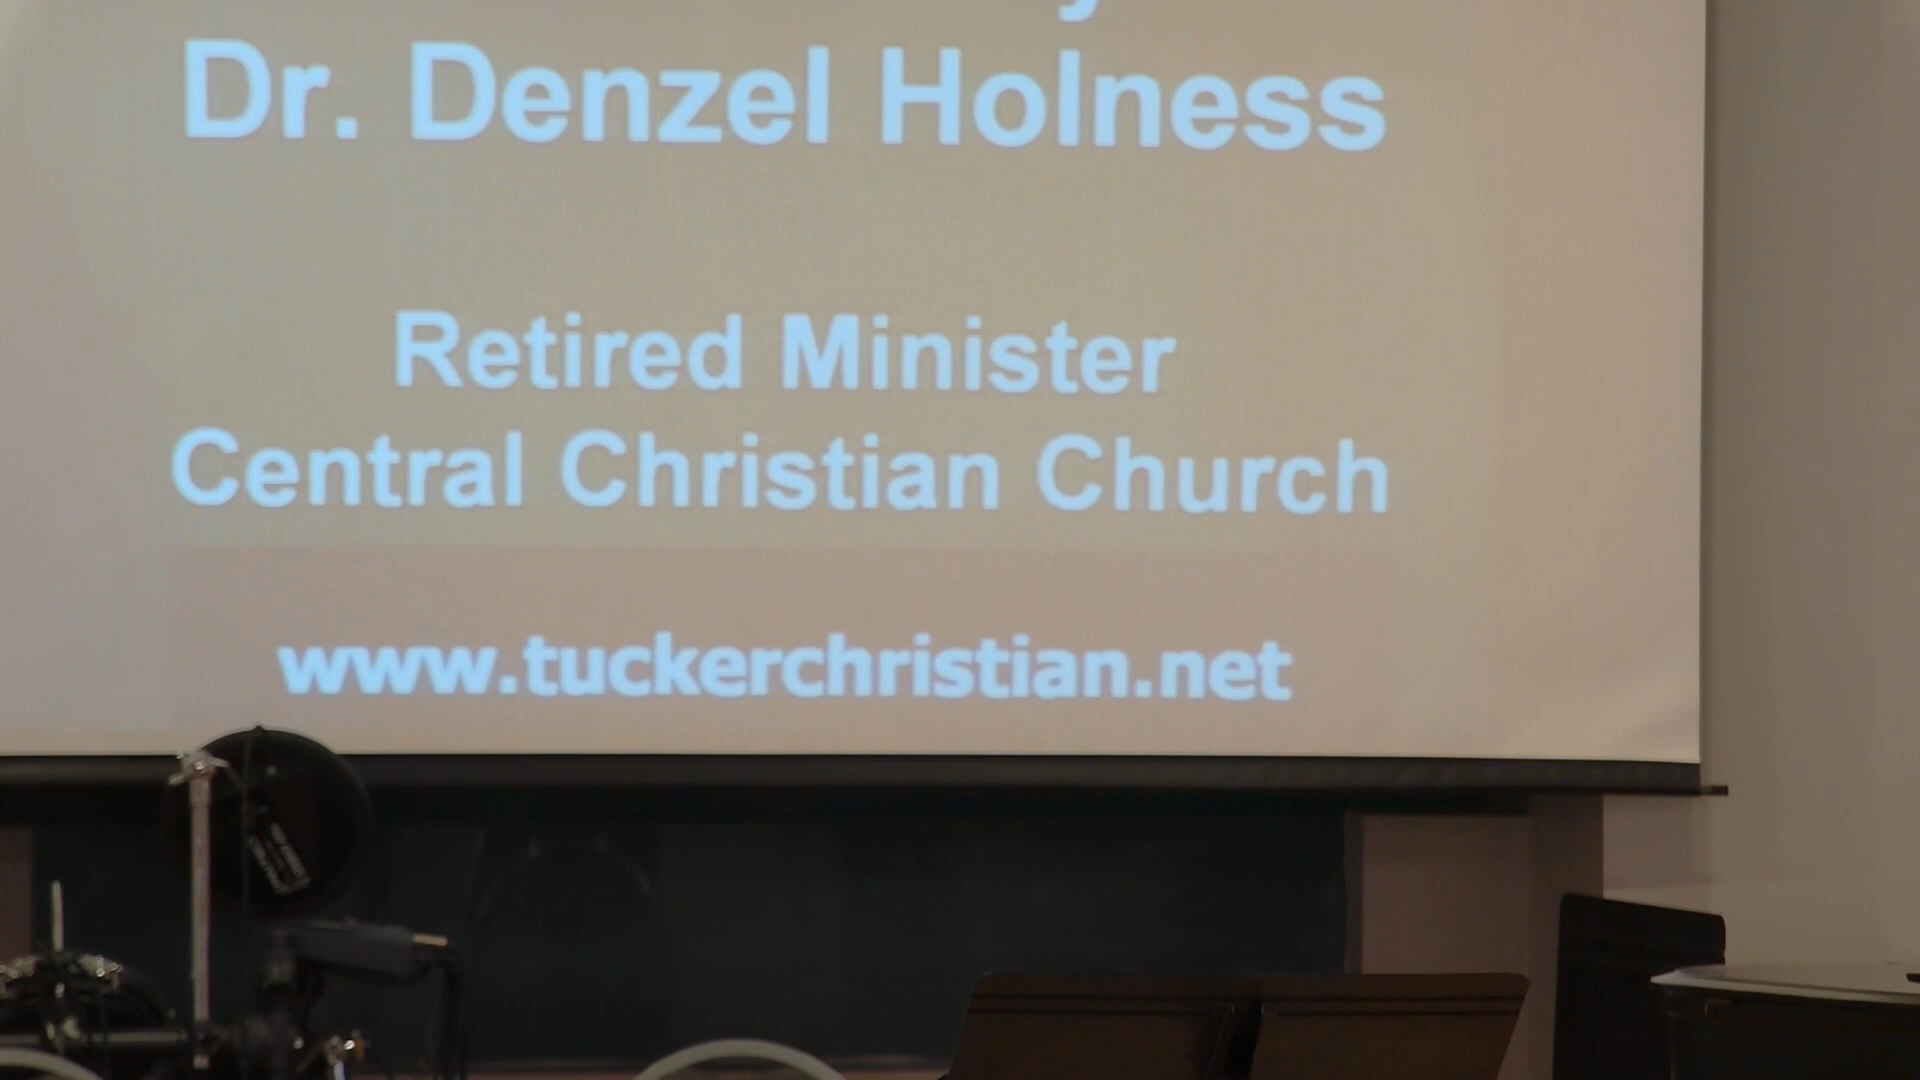 Dr. Denzel Holness
Retired Minister
Central Christian Church
www.tuckerchristian.net